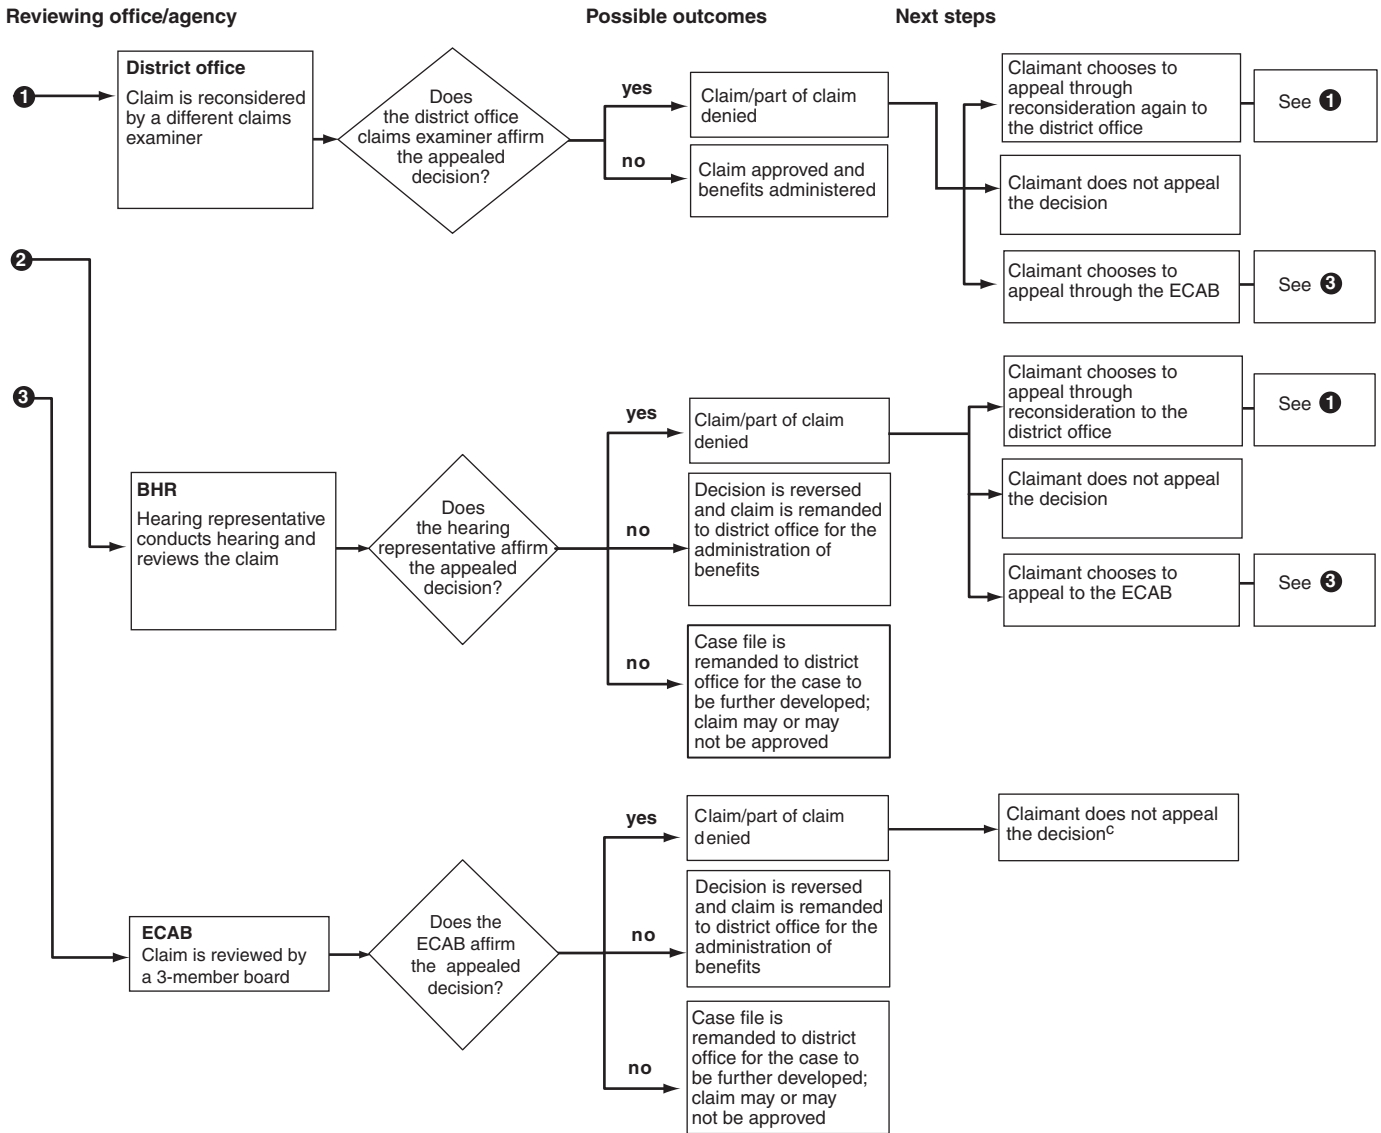 Reviewing office/agency
Possible outcomes
Next steps
1
District office
Claim is reconsidered
by a different claims
examiner
Does
the district office
claims examiner affirm
the appealed
decision?
yes
Claim/part of claim
denied
no
Claim approved and
benefits administered
Claimant chooses to
appeal through
reconsideration again to
the district office
See 1
Claimant does not appeal
the decision
Claimant chooses to
appeal through the ECAB
See 3
2
BHR
Hearing representative
conducts hearing and
reviews the claim
Does
the hearing
representative affirm
the appealed
decision?
yes
Claim/part of claim
denied
no
Decision is reversed
and claim is remanded
to district office for the
administration of
benefits
no
Case file is
remanded to district
office for the case to
be further developed;
claim may or may
not be approved
Claimant chooses to
appeal through
reconsideration to the
district office
See 1
Claimant does not appeal
the decision
Claimant chooses to
appeal to the ECAB
See 3
3
ECAB
Claim is reviewed by
a 3-member board
Does the
ECAB affirm
the appealed
decision?
yes
Claim/part of claim
denied
no
Decision is reversed
and claim is remanded
to district office for the
administration of
benefits
no
Case file is
remanded to district
office for the case to
be further developed;
claim may or may
not be approved
Claimant does not appeal
the decisionc